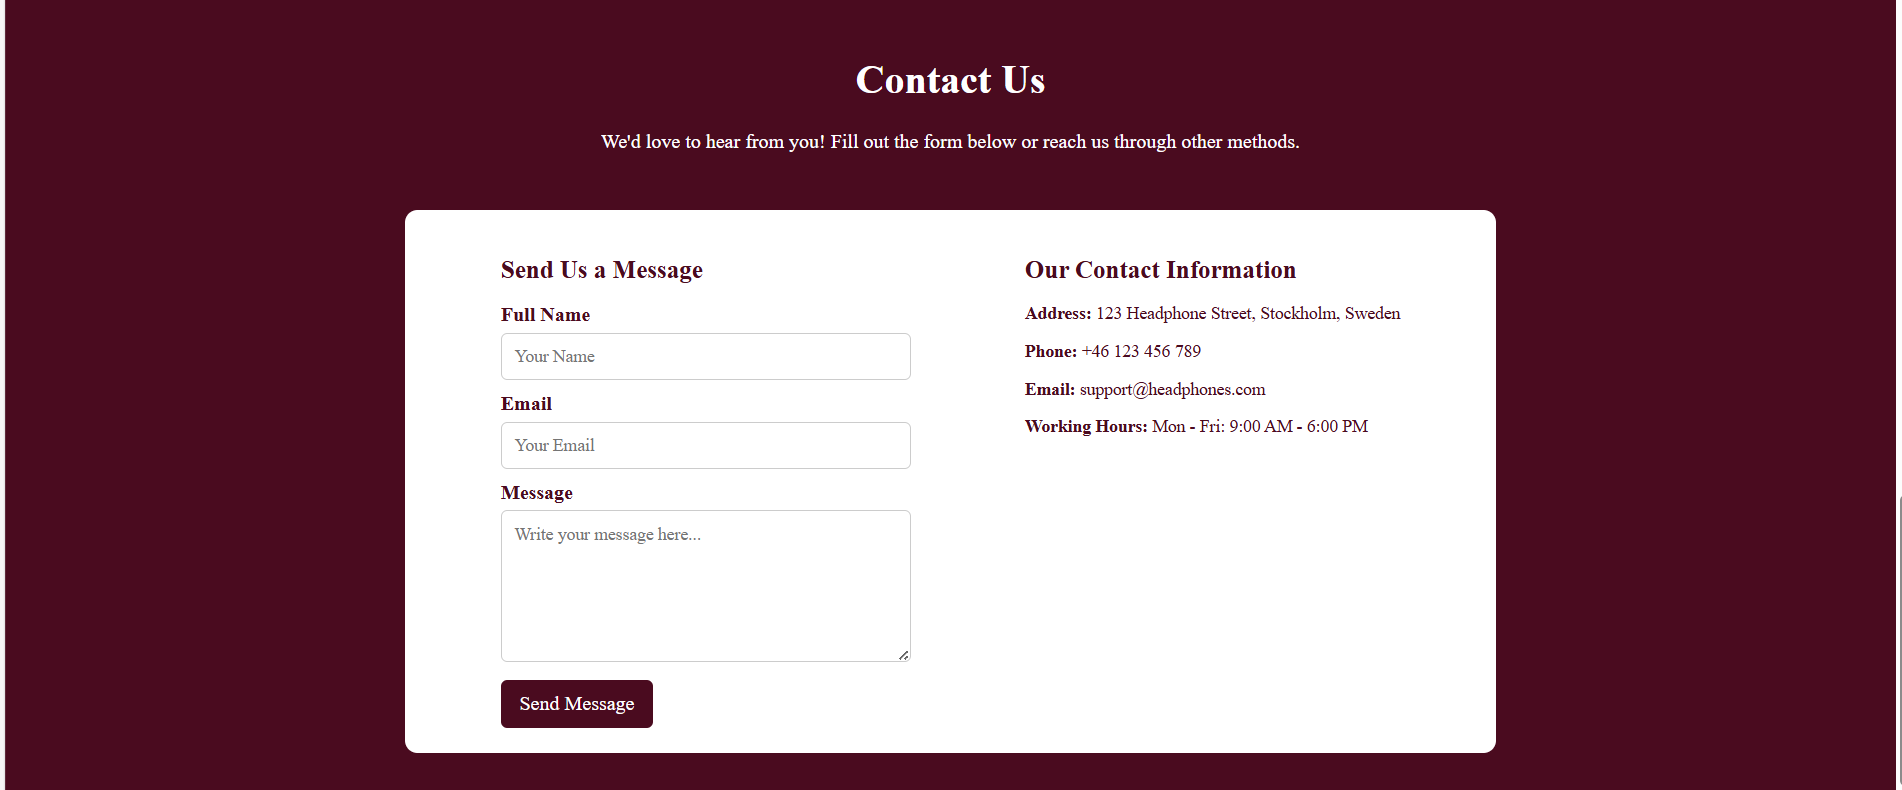 Contact Us
We'd love to hear from you! Fill out the form below or reach us through other methods.
Send Us a Message
Full Name
Your Name
Email
Your Email
Message
Write your message here...
Send Message
Our Contact Information
Address: 123 Headphone Street, Stockholm, Sweden
Phone: +46 123 456 789
Email: support@headphones.com
Working Hours: Mon - Fri: 9:00 AM - 6:00 PM